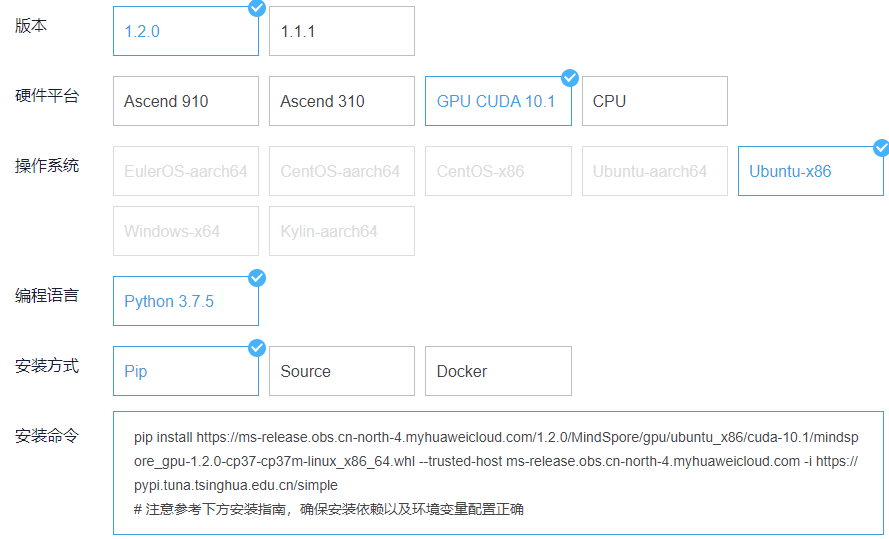 版本 1.2.0 1.1.1
硬件平台 Ascend 910 Ascend 310 GPU CUDA 10.1 CPU
操作系统 EulerOS-aarch64 CentOS-aarch64 CentOS-x86 Ubuntu-aarch64 Ubuntu-x86
Windows-x64 Kylin-aarch64
编程语言 Python 3.7.5
安装方式 Pip Source Docker
安装命令 pip install https://ms-release.obs.cn-north-4.myhuaweicloud.com/1.2.0/MindSpore/gpu/ubuntu_x86/cuda-10.1/mindsp
ore_gpu-1.2.0-cp37-cp37m-linux_x86_64.whl --trusted-host ms-release.obs.cn-north-4.myhuaweicloud.com -i https://
pypi.tuna.tsinghua.edu.cn/simple
# 注意参考下方安装指南，确保安装依赖以及环境变量配置正确